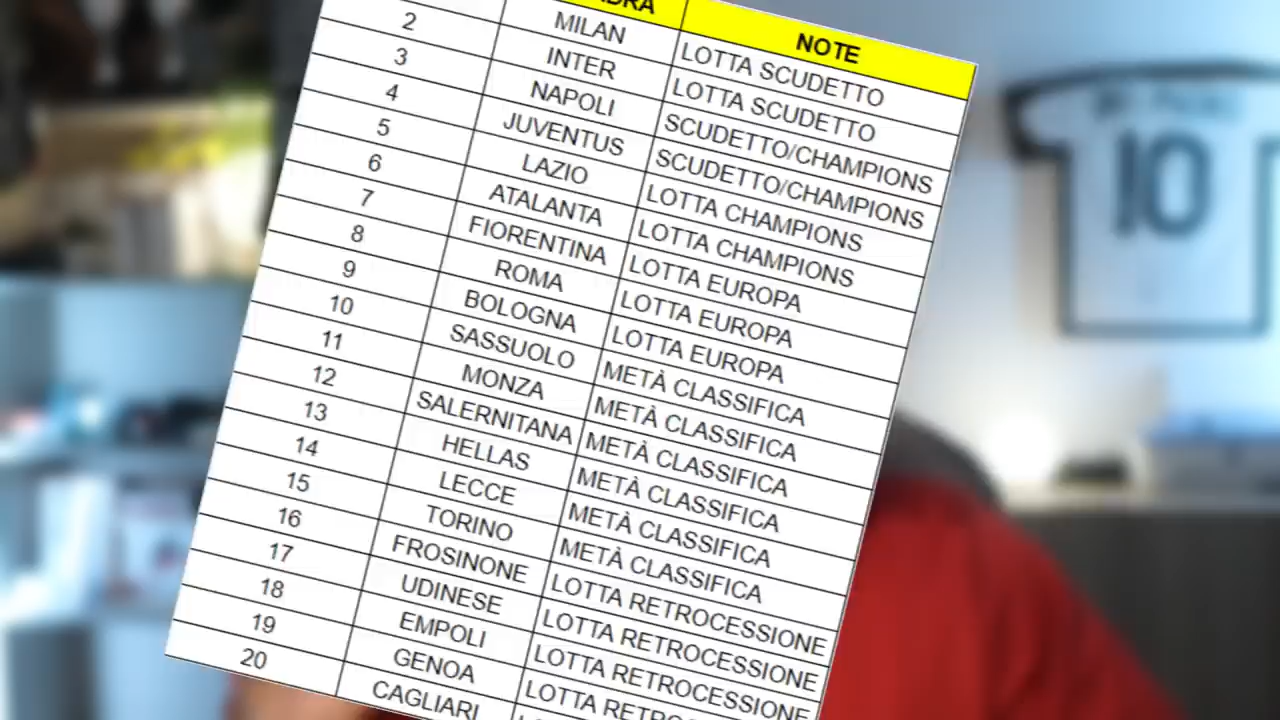 NOTE
MILAN LOTTA SCUDETTO
2 INTER LOTTA SCUDETTO
3 NAPOLI SCUDETTO/CHAMPIONS
4 JUVENTUS SCUDETTO/CHAMPIONS
5 LAZIO LOTTA CHAMPIONS
6 ATALANTA LOTTA CHAMPIONS
7 FIORENTINA LOTTA EUROPA
8 ROMA LOTTA EUROPA
9 BOLOGNA LOTTA EUROPA
10 SASSUOLO METÀ CLASSIFICA
11 MONZA METÀ CLASSIFICA
12 SALERNITANA METÀ CLASSIFICA
13 HELLAS METÀ CLASSIFICA
14 LECCE METÀ CLASSIFICA
15 TORINO METÀ CLASSIFICA
16 FROSINONE LOTTA RETROCESSIONE
17 UDINESE LOTTA RETROCESSIONE
18 EMPOLI LOTTA RETROCESSIONE
19 GENOA LOTTA
20 CAGLIARI
10